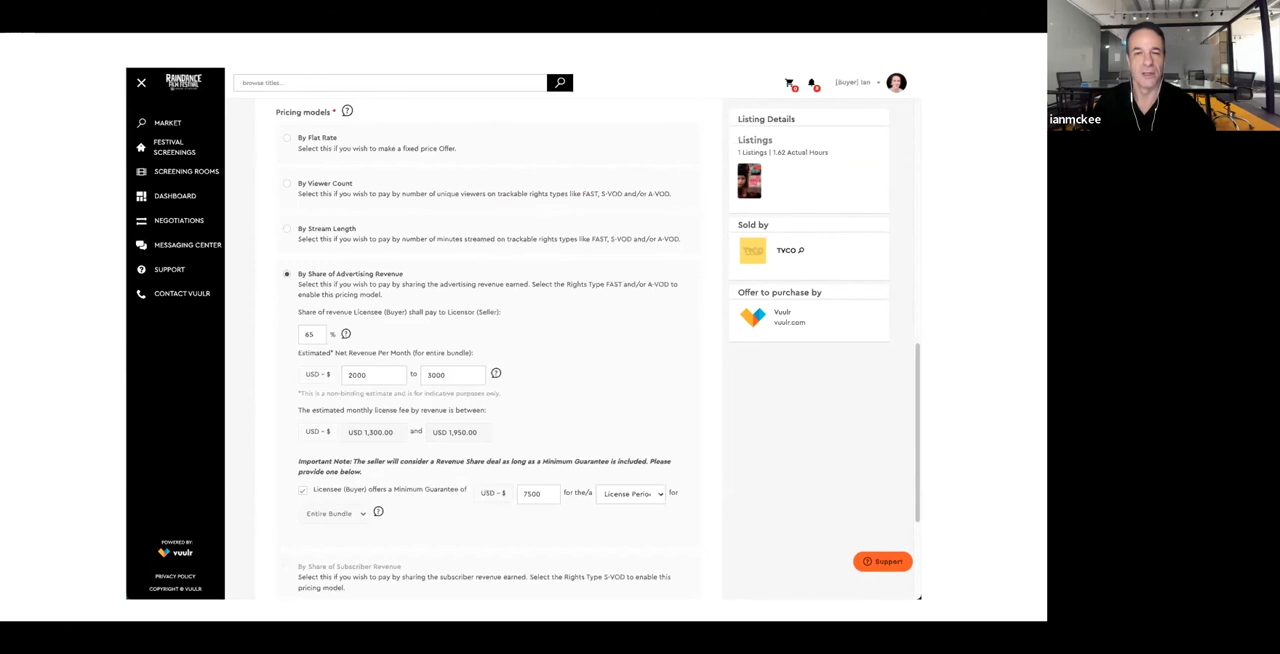 RAINDANCE
FILM FESTIVAL
browse titles...
0
8
(Buyer) Ian
ianmckee
MARKET
FESTIVAL
SCREENINGS
SCREENING ROOMS
DASHBOARD
NEGOTIATIONS
MESSAGING CENTER
SUPPORT
CONTACT VUULR
POWERED BY:
vuulr
PRIVACY POLICY
COPYRIGHT © VUULR
Pricing models *
By Flat Rate
Select this if you wish to make a fixed price Offer.
By Viewer Count
Select this if you wish to pay by number of unique viewers on trackable rights types like FAST, S-VOD and/or A-VOD.
By Stream Length
Select this if you wish to pay by number of minutes streamed on trackable rights types like FAST, S-VOD and/or A-VOD.
By Share of Advertising Revenue
Select this if you wish to pay by sharing the advertising revenue earned. Select the Rights Type FAST and/or A-VOD to
enable this pricing model.
Share of revenue Licensee (Buyer) shall pay to Licensor (Seller):
65 %
Estimated* Net Revenue Per Month (for entire bundle):
USD - $ 2000 to 3000
*This is a non-binding estimate and is for indicative purposes only.
The estimated monthly license fee by revenue is between:
USD - $ USD 1,300.00 and USD 1,950.00
Important Note: The seller will consider a Revenue Share deal as long as a Minimum Guarantee is included. Please
provide one below.
Licensee (Buyer) offers a Minimum Guarantee of USD - $ 7500 for the/a License Perio for
Entire Bundle
By Share of Subscriber Revenue
Select this if you wish to pay by sharing the subscriber revenue earned. Select the Rights Type S-VOD to enable this
pricing model.
Listing Details
Listings
1 Listings | 1.62 Actual Hours
Sold by
TVCO
TVCO
Offer to purchase by
Vuulr
vuulr.com
Support